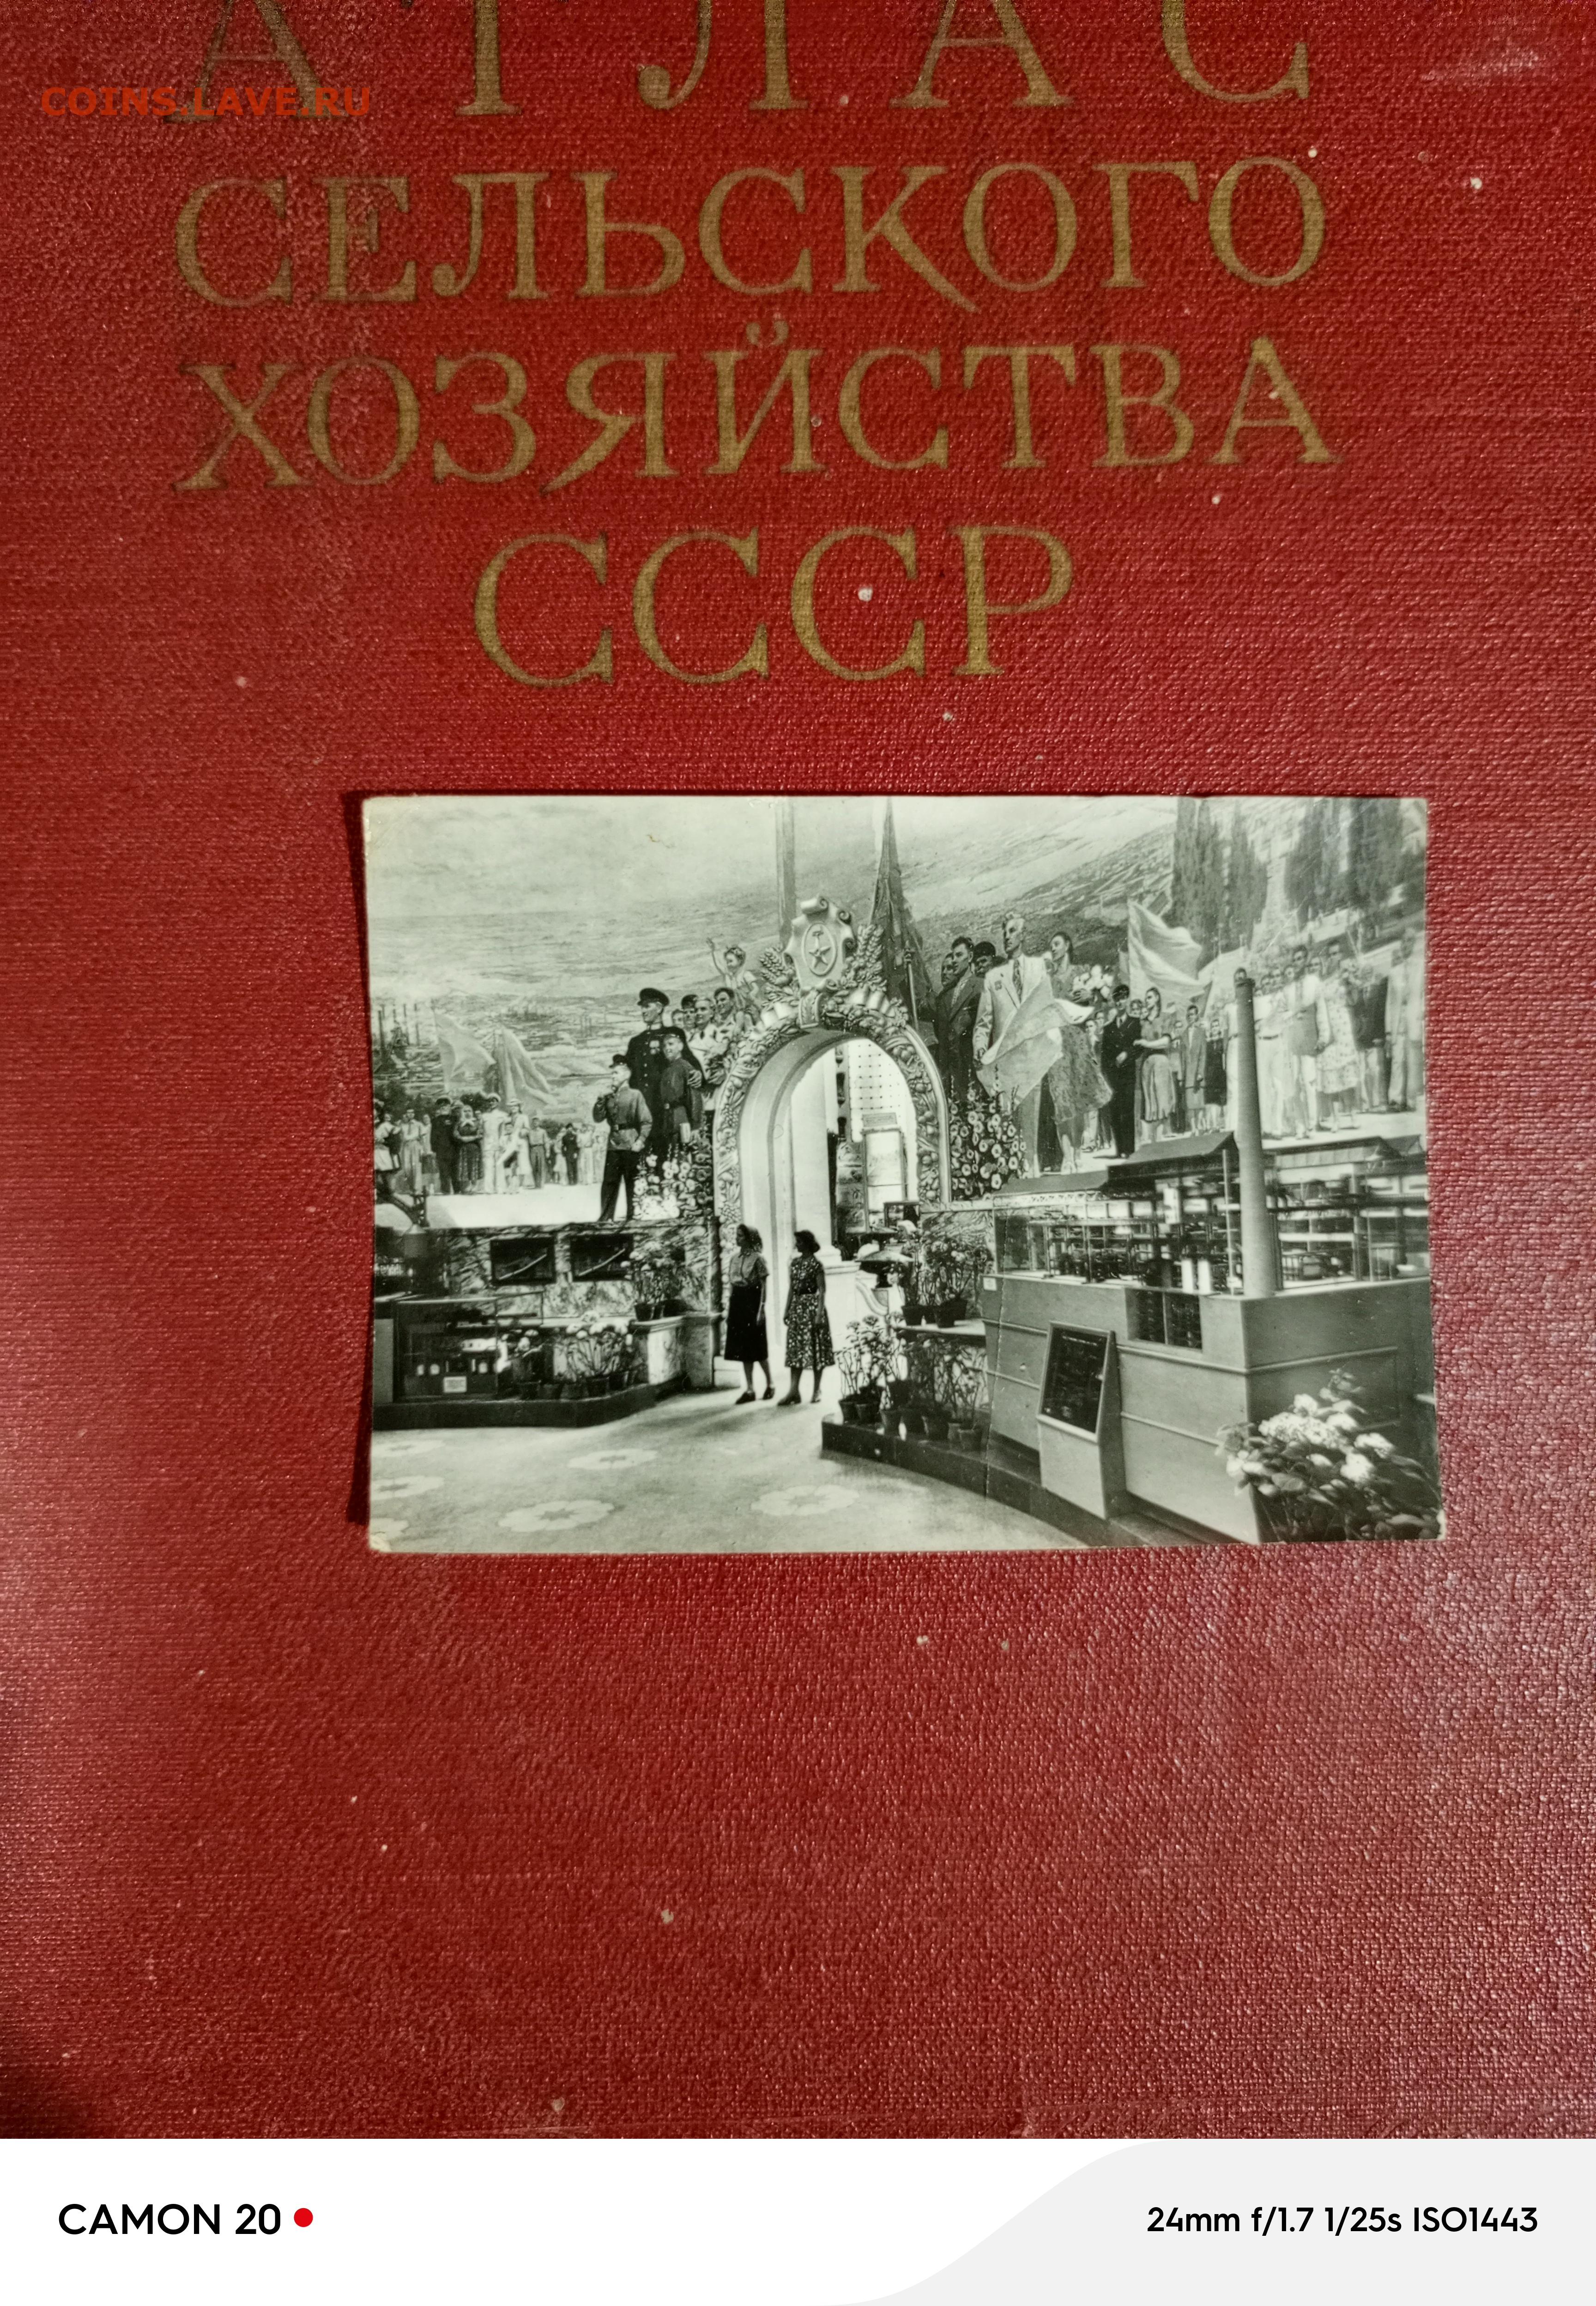 АТЛАС
COINS.LAVE.RU
СЕЛЬСКОГО
ХОЗЯЙСТВА
СССР
CAMON 20
24mm f/1.7 1/25s ISO1443